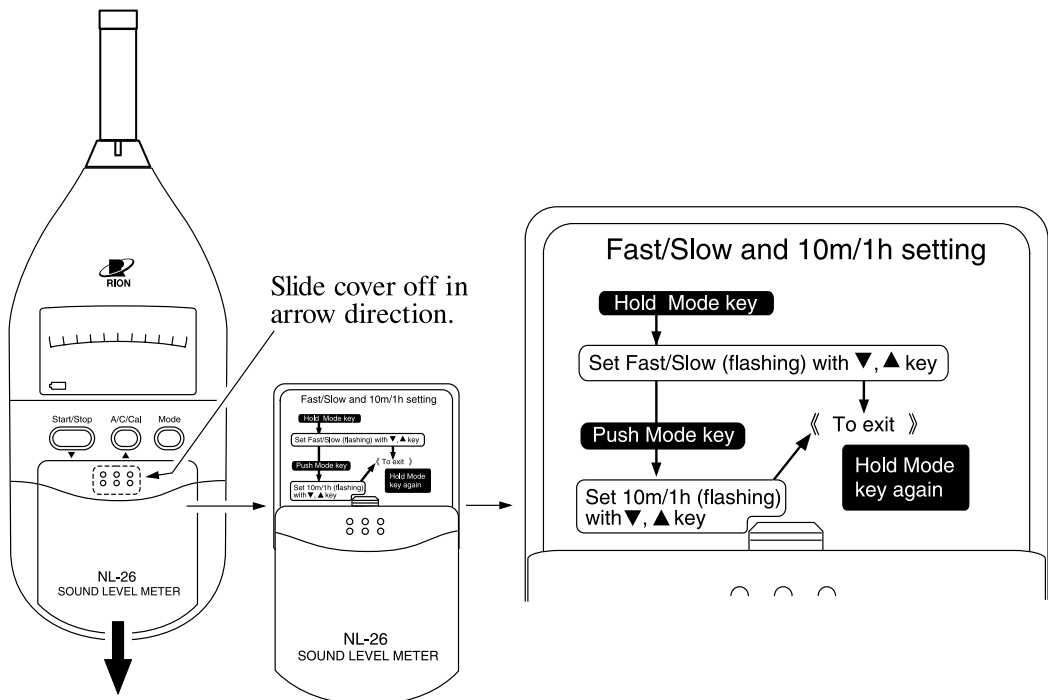 RION
Slide cover off in
arrow direction.
Start/Stop A/C/Cal Mode
▼ ▲
NL-26
SOUND LEVEL METER
Fast/Slow and 10m/1h setting
Hold Mode key
Set Fast/Slow (flashing) with ▼, ▲ key
Push Mode key
《 To exit 》
Set 10m/1h (flashing)
with ▼, ▲ key
Hold Mode
key again
NL-26
SOUND LEVEL METER
Fast/Slow and 10m/1h setting
Hold Mode key
Set Fast/Slow (flashing) with ▼, ▲ key
Push Mode key
《 To exit 》
Set 10m/1h (flashing)
with ▼, ▲ key
Hold Mode
key again